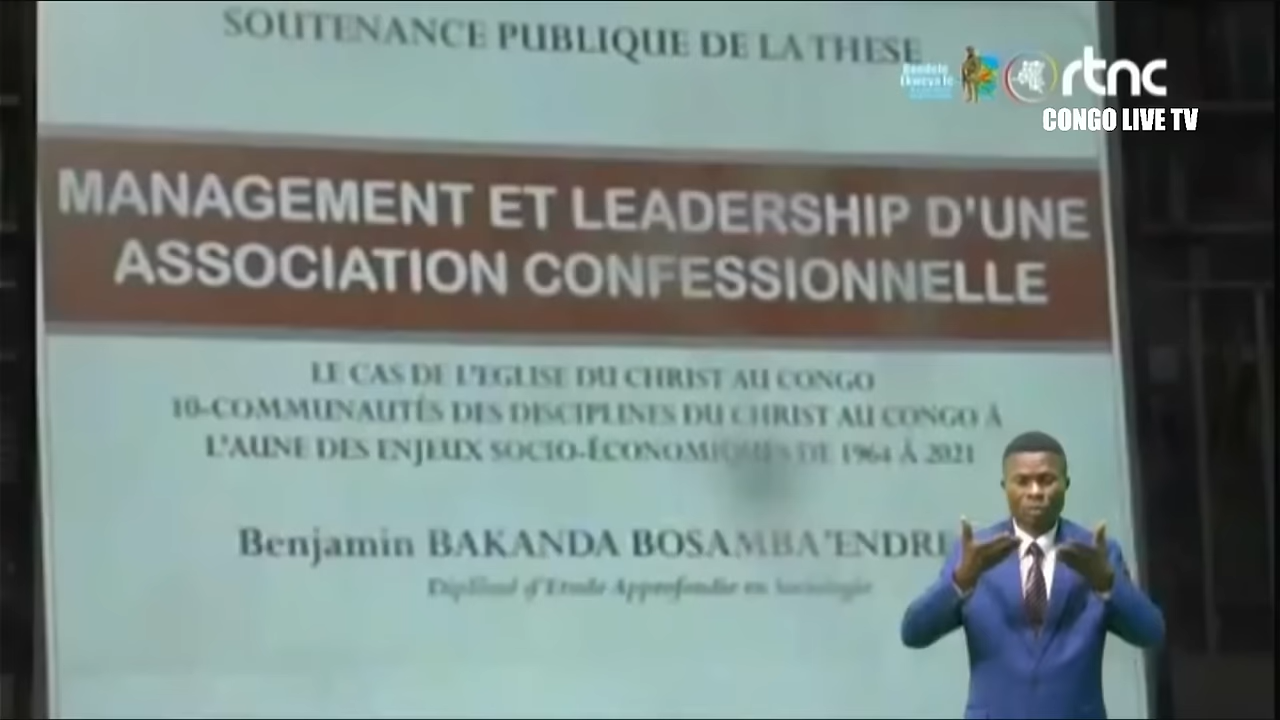 SOUTENANCE PUBLIQUE DE LA THESE
rtnc
CONGO LIVE TV
MANAGEMENT ET LEADERSHIP D'UNE
ASSOCIATION CONFESSIONNELLE
LE CAS DE L'EGLISE DU CHRIST AU CONGO
10-COMMUNAUTÉS DES DISCIPLINES DU CHRIST AU CONGO À
L'AUNE DES ENJEUX SOCIO-ÉCONOMIQUES DE 1964 À 2021
Benjamin BAKANDA BOSAMBA'ENDRE
Diplômé d'Etude Approfondie en Sociologie